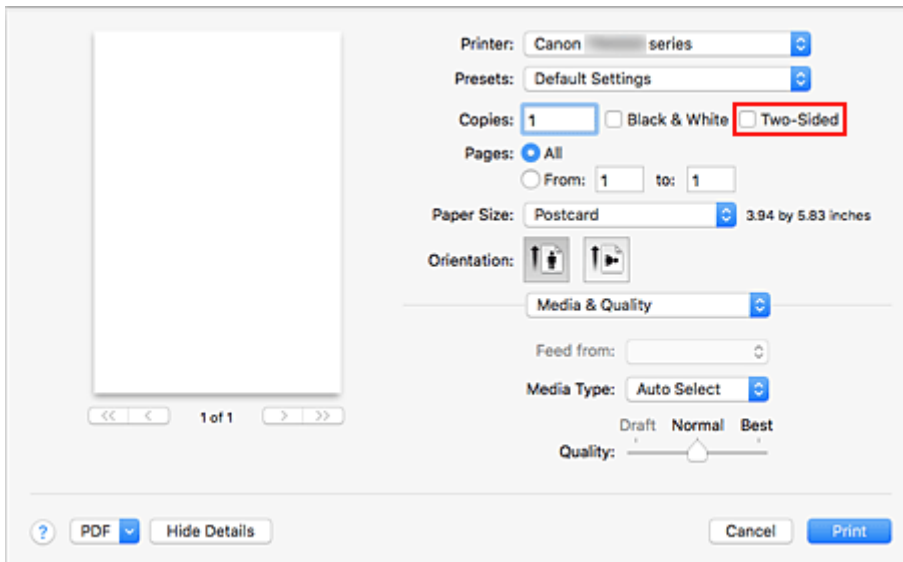 Printer: Canon series
Presets: Default Settings
Copies: 1 Black & White Two-Sided
Pages: All
From: 1 to: 1
Paper Size: Postcard 3.94 by 5.83 inches
Orientation:
Media & Quality
Feed from:
Media Type: Auto Select
Draft Normal Best
Quality:
1 of 1
? PDF Hide Details Cancel Print